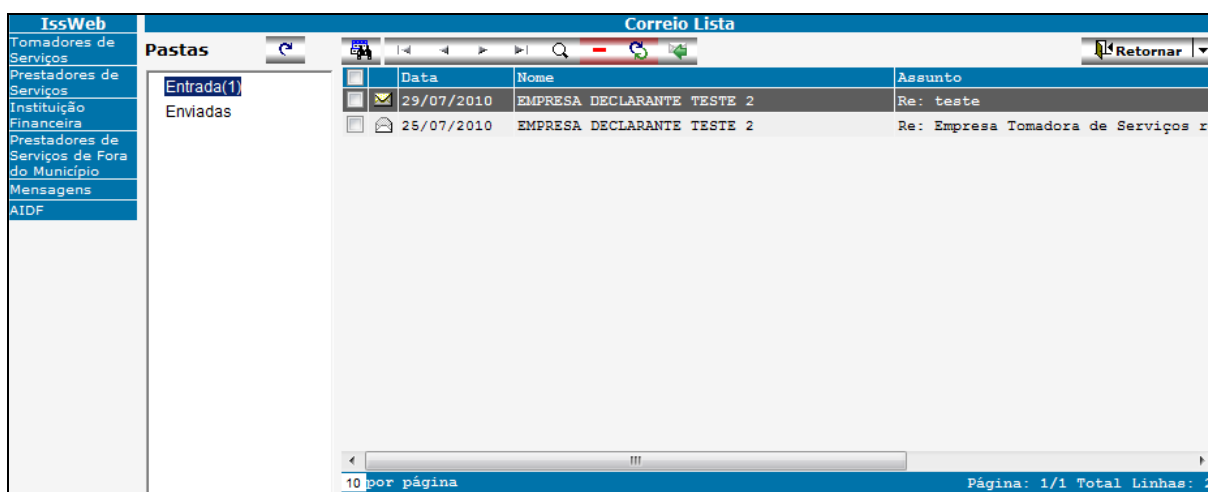 IssWeb
Correio Lista
Tomadores de
Serviços
Prestadores de
Serviços
Instituição
Financeira
Prestadores de
Serviços de Fora
do Município
Mensagens
AIDF
Pastas
Retornar
Entrada(1)
Enviadas
Data Nome Assunto
29/07/2010 EMPRESA DECLARANTE TESTE 2 Re: teste
25/07/2010 EMPRESA DECLARANTE TESTE 2 Re: Empresa Tomadora de Serviços r
10 por página
Página: 1/1 Total Linhas: 2